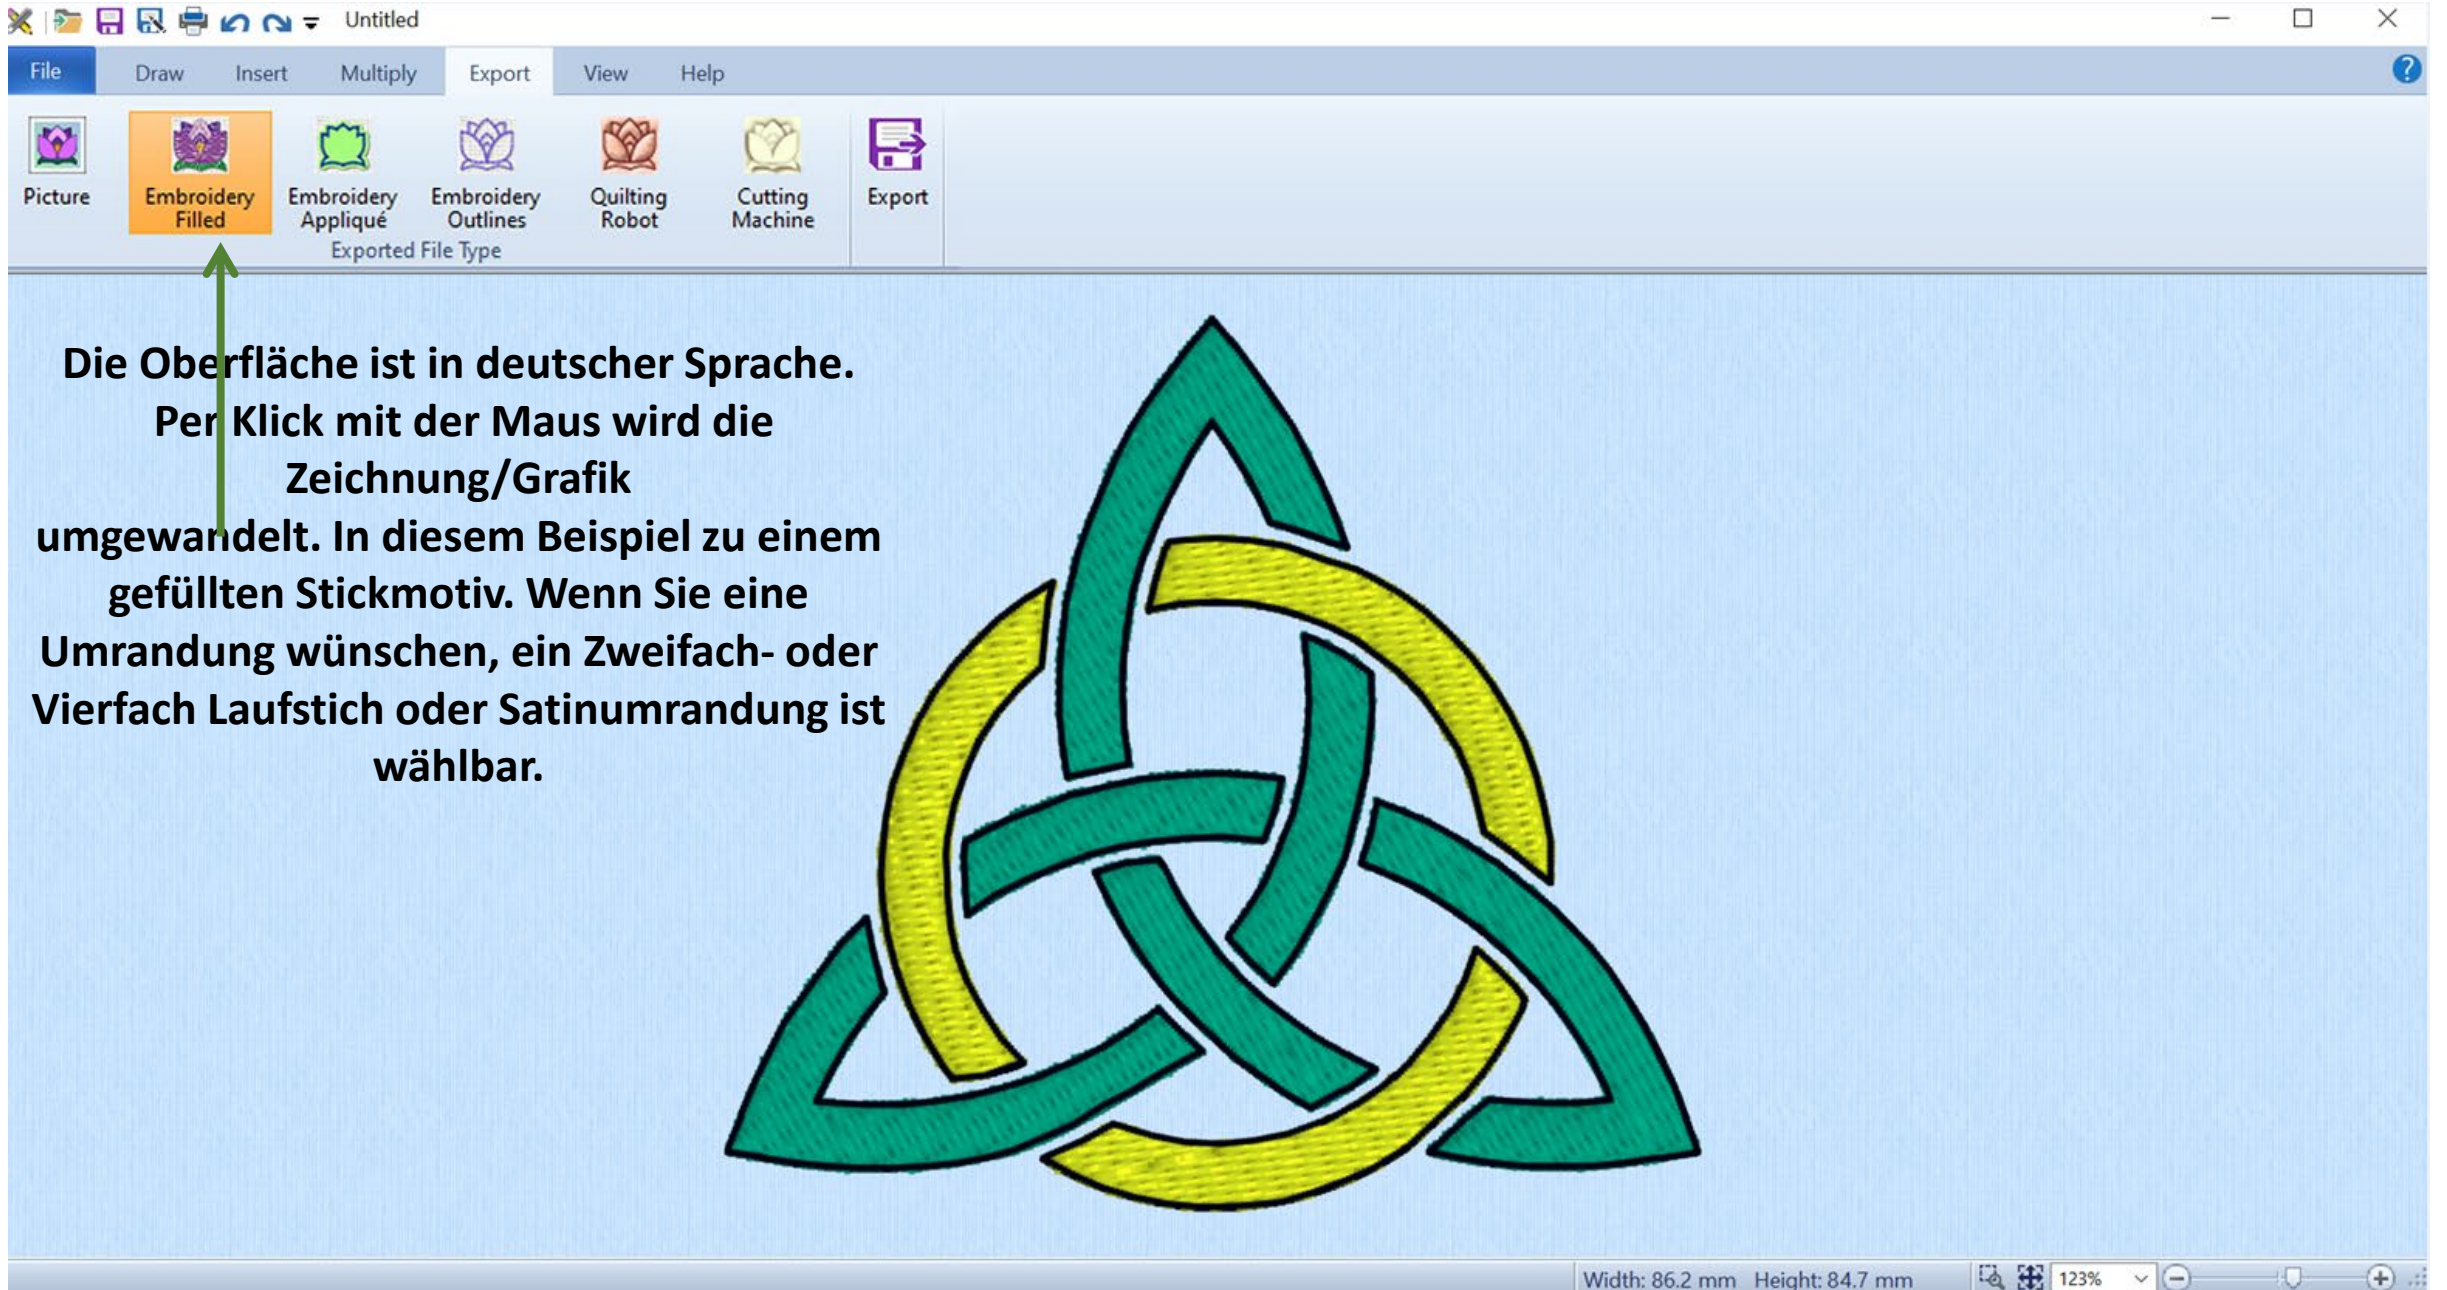 Untitled
File Draw Insert Multiply Export View Help
Picture
Embroidery
Filled
Embroidery
Appliqué
Embroidery
Outlines
Quilting
Robot
Cutting
Machine
Export
Exported File Type
Die Oberfläche ist in deutscher Sprache.
Per Klick mit der Maus wird die
Zeichnung/Grafik
umgewandelt. In diesem Beispiel zu einem
gefüllten Stickmotiv. Wenn Sie eine
Umrandung wünschen, ein Zweifach- oder
Vierfach Laufstich oder Satinumrandung ist
wählbar.
Width: 86.2 mm Height: 84.7 mm 123%